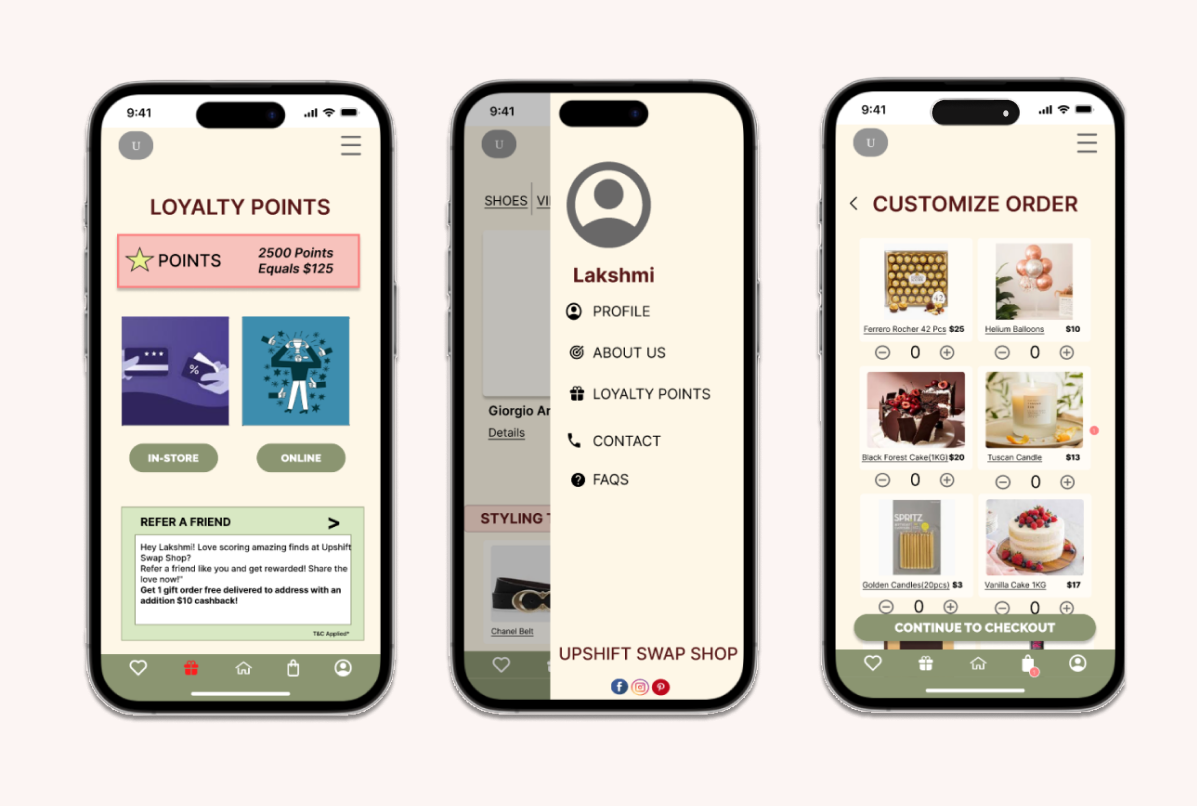 9:41
U
LOYALTY POINTS
POINTS
2500 Points
Equals $125
***
%
IN-STORE
ONLINE
REFER A FRIEND
>
Hey Lakshmi! Love scoring amazing finds at Upshift
Swap Shop?
Refer a friend like you and get rewarded! Share the
love now!"
Get 1 gift order free delivered to address with an
addition $10 cashback!
T&C Applied*
9:41
U
SHOES
VI
Giorgio Ar
Details
STYLING T
Chanel Belt
Lakshmi
PROFILE
ABOUT US
LOYALTY POINTS
CONTACT
FAQS
UPSHIFT SWAP SHOP
9:41
U
CUSTOMIZE ORDER
42
Ferrero Rocher 42 Pcs $25
Helium Balloons $10
0
0
Black Forest Cake(1KG) $20
Tuscan Candle $13
0
0
SPRITZ
Golden Candles(20pcs) $3
Vanilla Cake 1KG $17
0
0
CONTINUE TO CHECKOUT